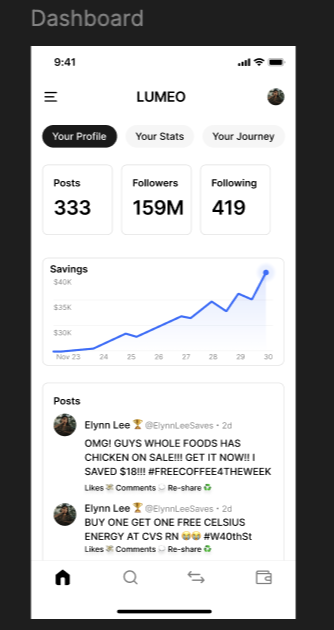 Dashboard
9:41
LUMEO
Your Profile Your Stats Your Journey
Posts Followers Following
333 159M 419
Savings
$40K
$35K
$30K
Nov 23 24 25 26 27 28 29 30
Posts
Elynn Lee 🏆 @ElynnLeeSaves • 2d
OMG! GUYS WHOLE FOODS HAS
CHICKEN ON SALE!!! GET IT NOW!! I
SAVED $18!!! #FREECOFFEE4THEWEEK
Likes 💸 Comments 💬 Re-share ♻️
Elynn Lee 🏆 @ElynnLeeSaves • 2d
BUY ONE GET ONE FREE CELSIUS
ENERGY AT CVS RN 😂😂 #W40thSt
Likes 💸 Comments 💬 Re-share ♻️